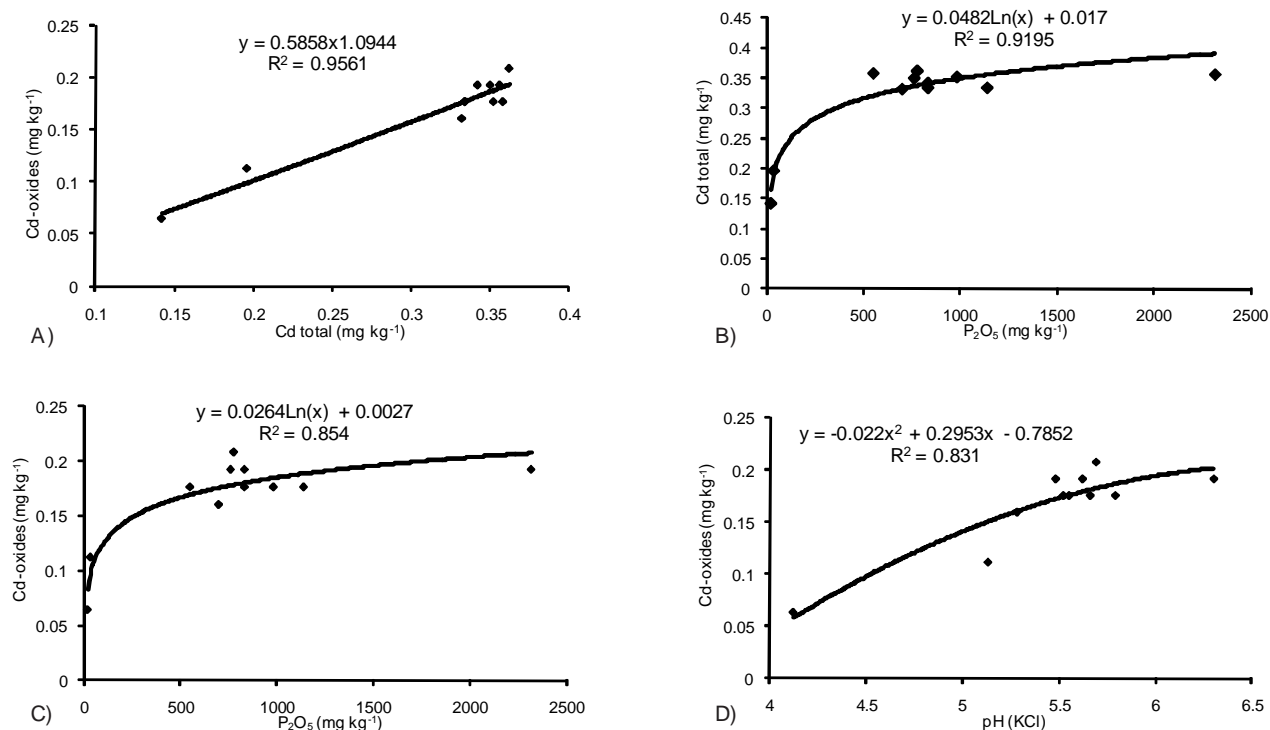 y = 0.5858x1.0944
R² = 0.9561
Cd-oxides (mg kg⁻¹)
0.25
0.2
0.15
0.1
0.05
0
0.1 0.15 0.2 0.25 0.3 0.35 0.4
Cd total (mg kg⁻¹)
A)
y = 0.0482Ln(x) + 0.017
R² = 0.9195
Cd total (mg kg⁻¹)
0.45
0.4
0.35
0.3
0.25
0.2
0.15
0.1
0.05
0
0 500 1000 1500 2000 2500
P₂O₅ (mg kg⁻¹)
B)
y = 0.0264Ln(x) + 0.0027
R² = 0.854
Cd-oxides (mg kg⁻¹)
0.25
0.2
0.15
0.1
0.05
0
0 500 1000 1500 2000 2500
P₂O₅ (mg kg⁻¹)
C)
y = -0.022x² + 0.2953x - 0.7852
R² = 0.831
Cd-oxides (mg kg⁻¹)
0.25
0.2
0.15
0.1
0.05
0
4 4.5 5 5.5 6 6.5
pH (KCl)
D)